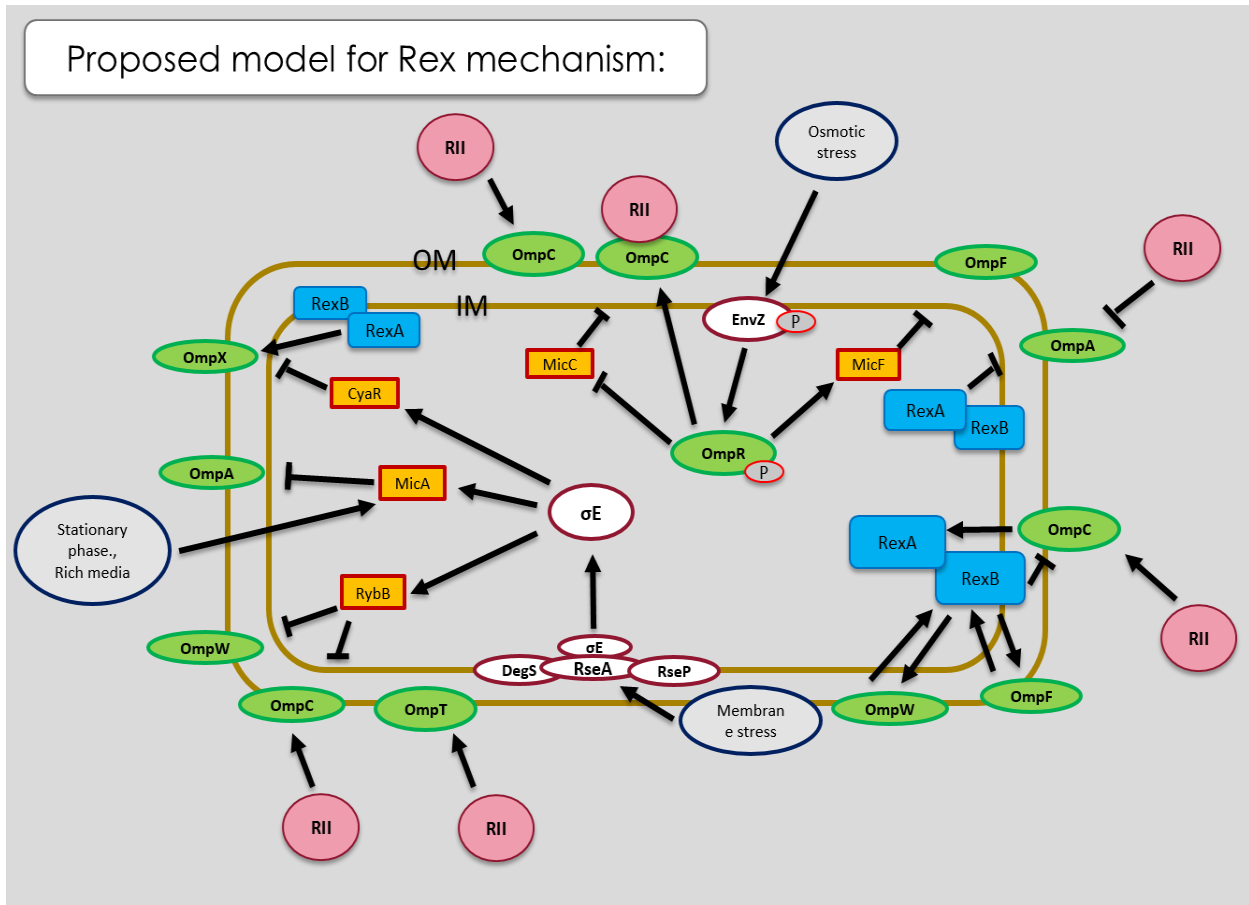 Proposed model for Rex mechanism:
RII
Osmotic
stress
RII
RII
OmpC
OmpC
OM
OmpF
RexB
IM
RexA
EnvZ
P
OmpA
OmpX
MicC
MicF
CyaR
RexA
RexB
OmpR
P
OmpA
MicA
σE
Stationary
phase.,
Rich media
RexA
OmpC
RexB
RybB
RII
OmpW
σE
DegS
RseA
RseP
OmpC
OmpT
Membran
e stress
OmpW
OmpF
RII
RII